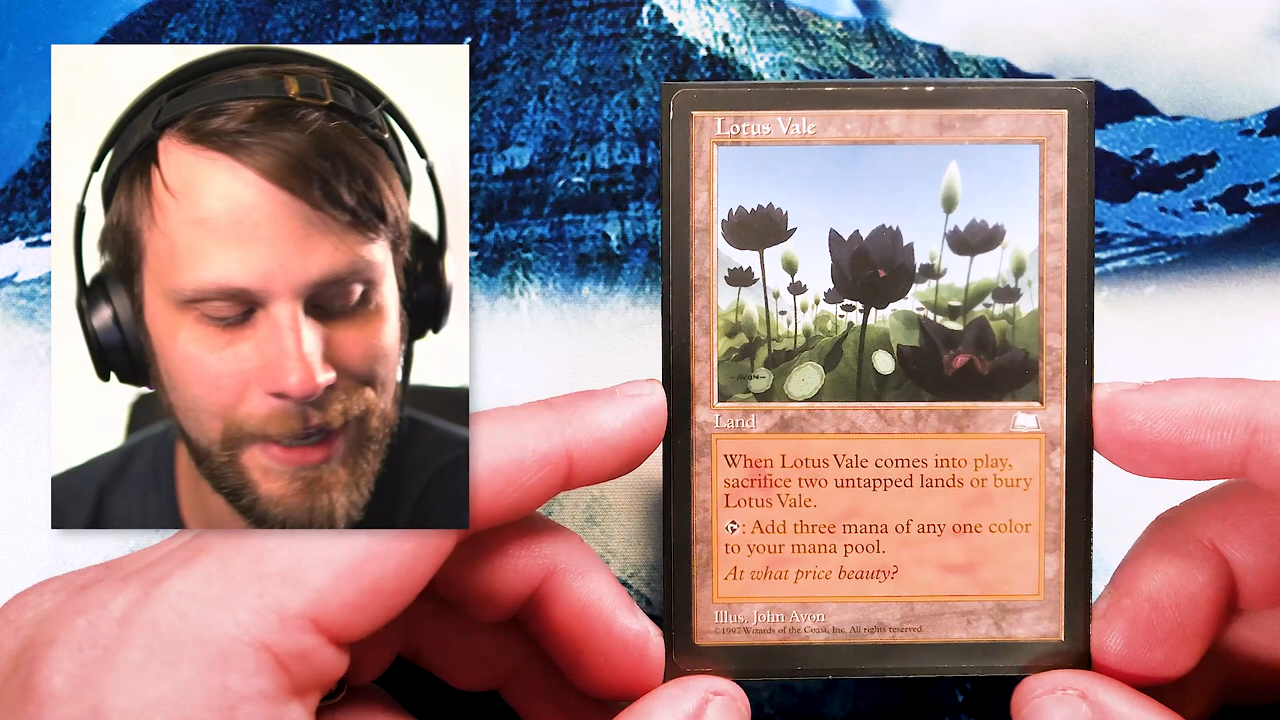 Lotus Vale
-AVON-
Land
When Lotus Vale comes into play,
sacrifice two untapped lands or bury
Lotus Vale.
: Add three mana of any one color
to your mana pool.
At what price beauty?
Illus. John Avon
©1997 Wizards of the Coast, Inc. All rights reserved.